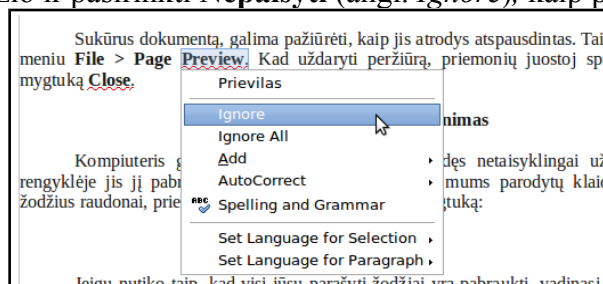 pasirinkti Nepaisyti (angl. Ignore), kaip p
Sukūrus dokumentą, galima pažiūrėti, kaip jis atrodys atspausdintas. Tai
meniu File > Page Preview. Kad uždaryti peržiūrą, priemonių juostoj sp
mygtuką Close.
Prievilas
Ignore
nimas
Ignore All
Kompiuteris
Add
dęs netaisyklingai už
rengyklėje jis jį pabr
AutoCorrect
mums parodytų klaid
žodžius raudonai, prie
Spelling and Grammar
gtuką:
Set Language for Selection
Set Language for Paragraph
Jeigu nutiko taip, kad visi jūsų parašyti žodžiai yra pabraukti, vadinasi